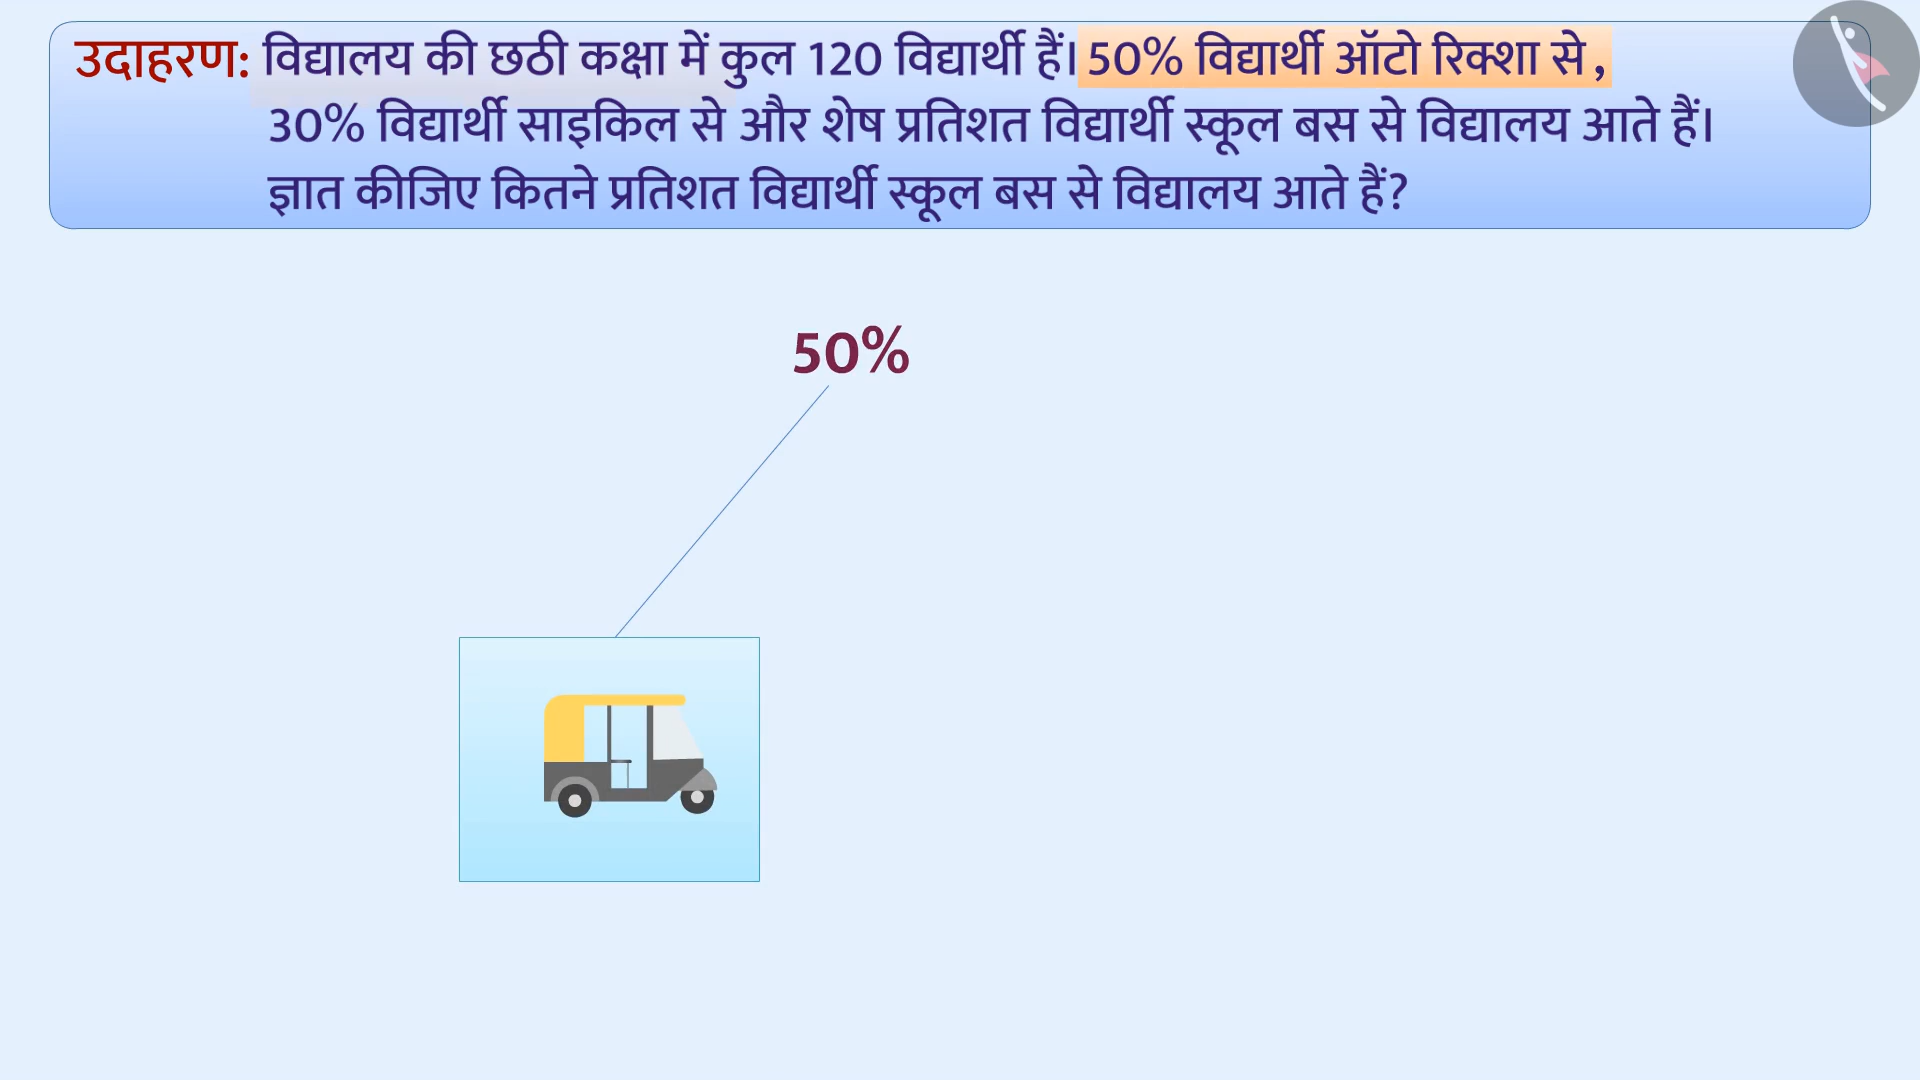 उदाहरण: विद्यालय की छठी कक्षा में कुल 120 विद्यार्थी हैं। 50% विद्यार्थी ऑटो रिक्शा से,
30% विद्यार्थी साइकिल से और शेष प्रतिशत विद्यार्थी स्कूल बस से विद्यालय आते हैं।
ज्ञात कीजिए कितने प्रतिशत विद्यार्थी स्कूल बस से विद्यालय आते हैं?
50%